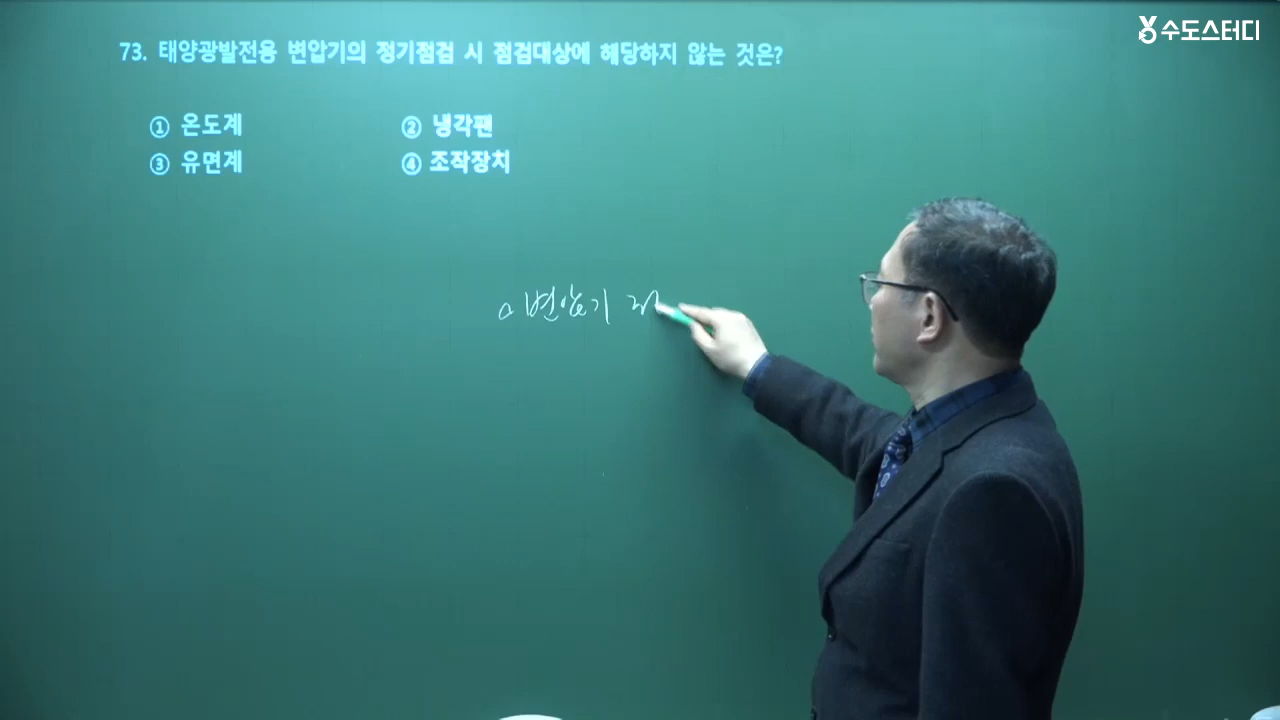 수도스터디
73. 태양광발전용 변압기의 정기점검 시 점검대상에 해당하지 않는 것은?
① 온도계 ② 냉각팬
③ 유면계 ④ 조작장치
변압기